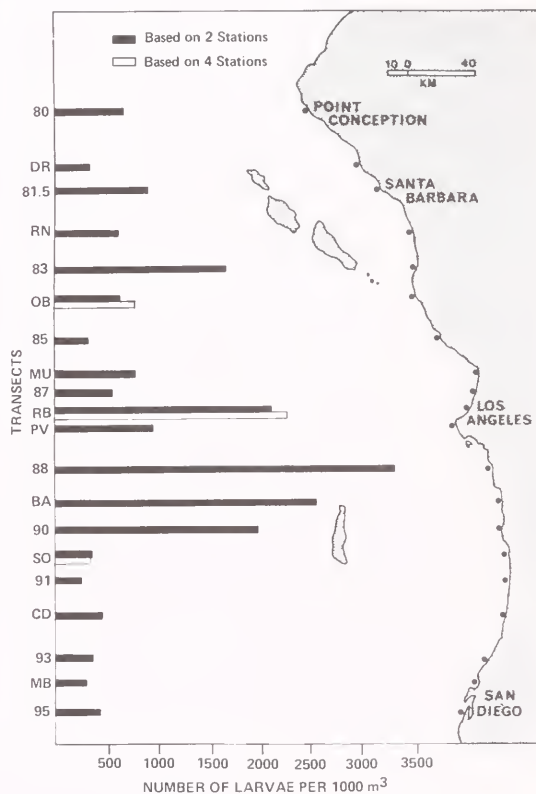 Based on 2 Stations
Based on 4 Stations
10 0 40
KM
80
POINT
CONCEPTION
DR
81.5
SANTA
BARBARA
RN
83
OB
85
MU
87
RB
LOS
ANGELES
PV
88
BA
90
SO
91
CD
93
MB
SAN
DIEGO
95
TRANSECTS
500 1000 1500 2000 2500 3000 3500
NUMBER OF LARVAE PER 1000 m³